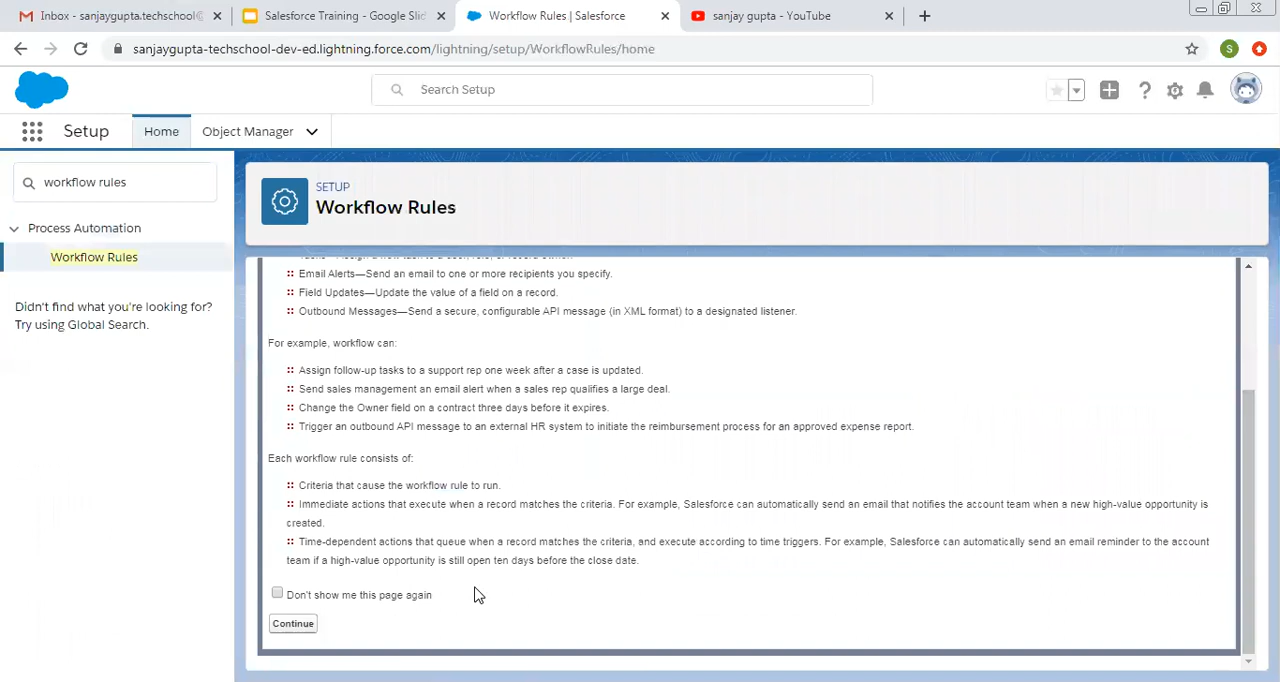 Inbox - sanjaygupta.techschool@
Salesforce Training - Google Slid
Workflow Rules | Salesforce
sanjay gupta - YouTube
sanjaygupta-techschool-dev-ed.lightning.force.com/lightning/setup/WorkflowRules/home
S
Search Setup
Setup
Home
Object Manager
workflow rules
Process Automation
Workflow Rules
Didn't find what you're looking for?
Try using Global Search.
SETUP
Workflow Rules
Email Alerts—Send an email to one or more recipients you specify.
Field Updates—Update the value of a field on a record.
Outbound Messages—Send a secure, configurable API message (in XML format) to a designated listener.
For example, workflow can:
Assign follow-up tasks to a support rep one week after a case is updated.
Send sales management an email alert when a sales rep qualifies a large deal.
Change the Owner field on a contract three days before it expires.
Trigger an outbound API message to an external HR system to initiate the reimbursement process for an approved expense report.
Each workflow rule consists of:
Criteria that cause the workflow rule to run.
Immediate actions that execute when a record matches the criteria. For example, Salesforce can automatically send an email that notifies the account team when a new high-value opportunity is
created.
Time-dependent actions that queue when a record matches the criteria, and execute according to time triggers. For example, Salesforce can automatically send an email reminder to the account
team if a high-value opportunity is still open ten days before the close date.
Don't show me this page again
Continue